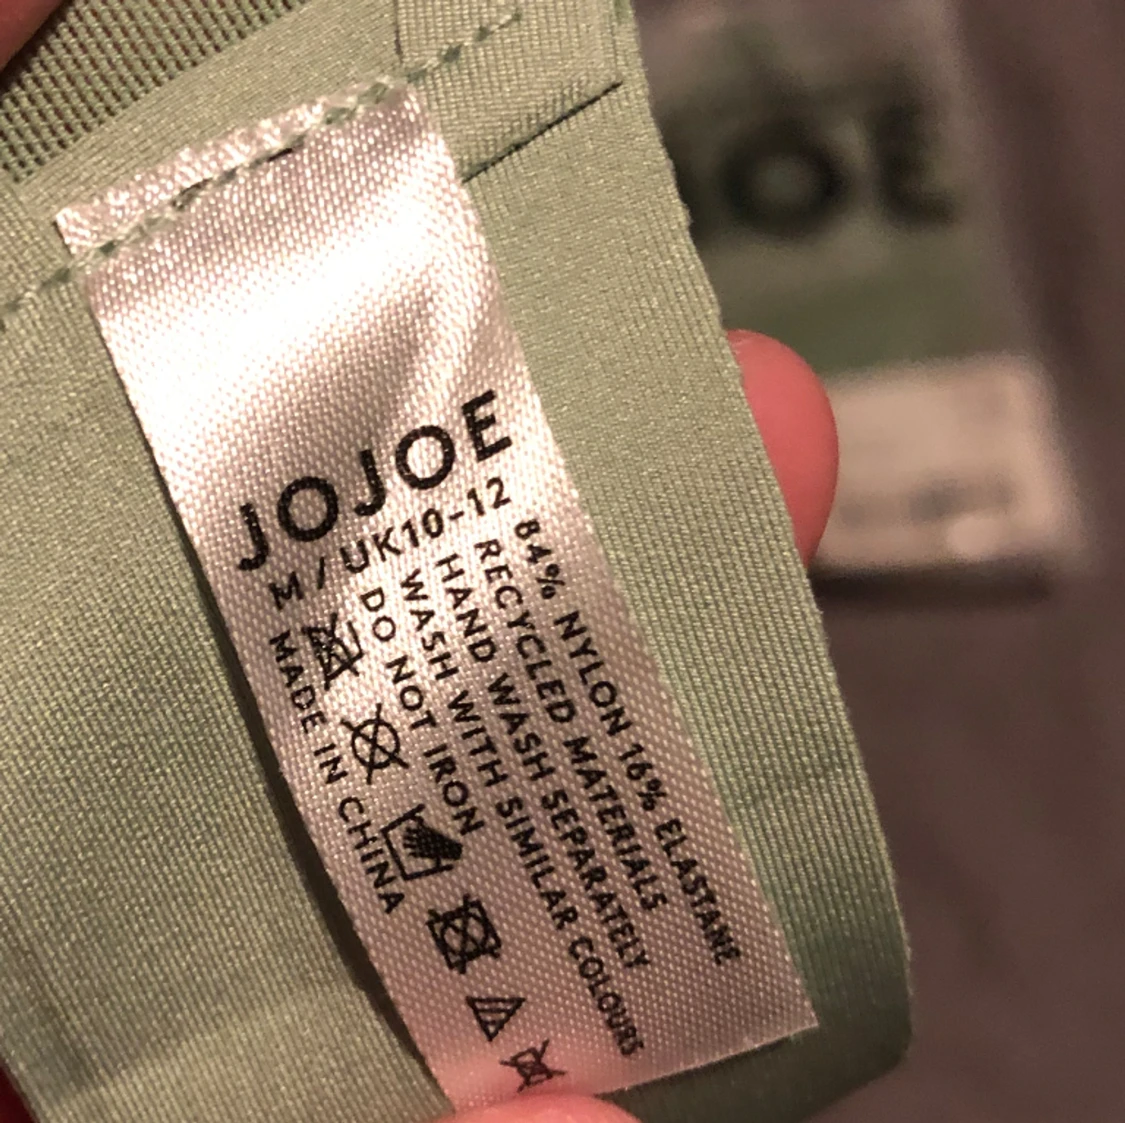 JOJOE
M/UK10-12
84% NYLON 16% ELASTANE
RECYCLED MATERIALS
HAND WASH SEPARATELY
WASH WITH SIMILAR COLOURS
DO NOT IRON
MADE IN CHINA